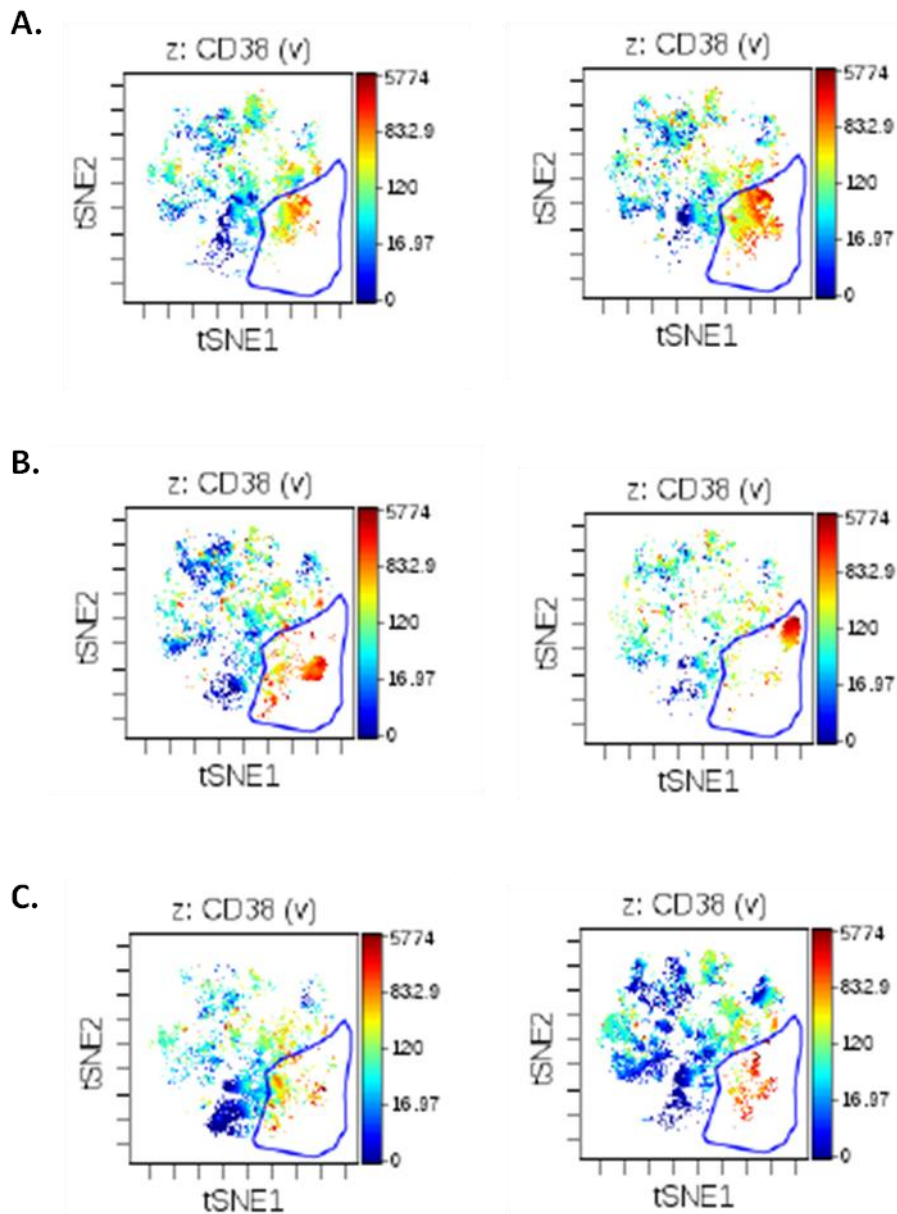 A.
z: CD38 (v)
5774
832.9
120
16.97
0
tSNE2
tSNE1
z: CD38 (v)
5774
832.9
120
16.97
0
tSNE2
tSNE1
B.
z: CD38 (v)
5774
832.9
120
16.97
0
tSNE2
tSNE1
z: CD38 (v)
5774
832.9
120
16.97
0
tSNE2
tSNE1
C.
z: CD38 (v)
5774
832.9
120
16.97
0
tSNE2
tSNE1
z: CD38 (v)
5774
832.9
120
16.97
0
tSNE2
tSNE1